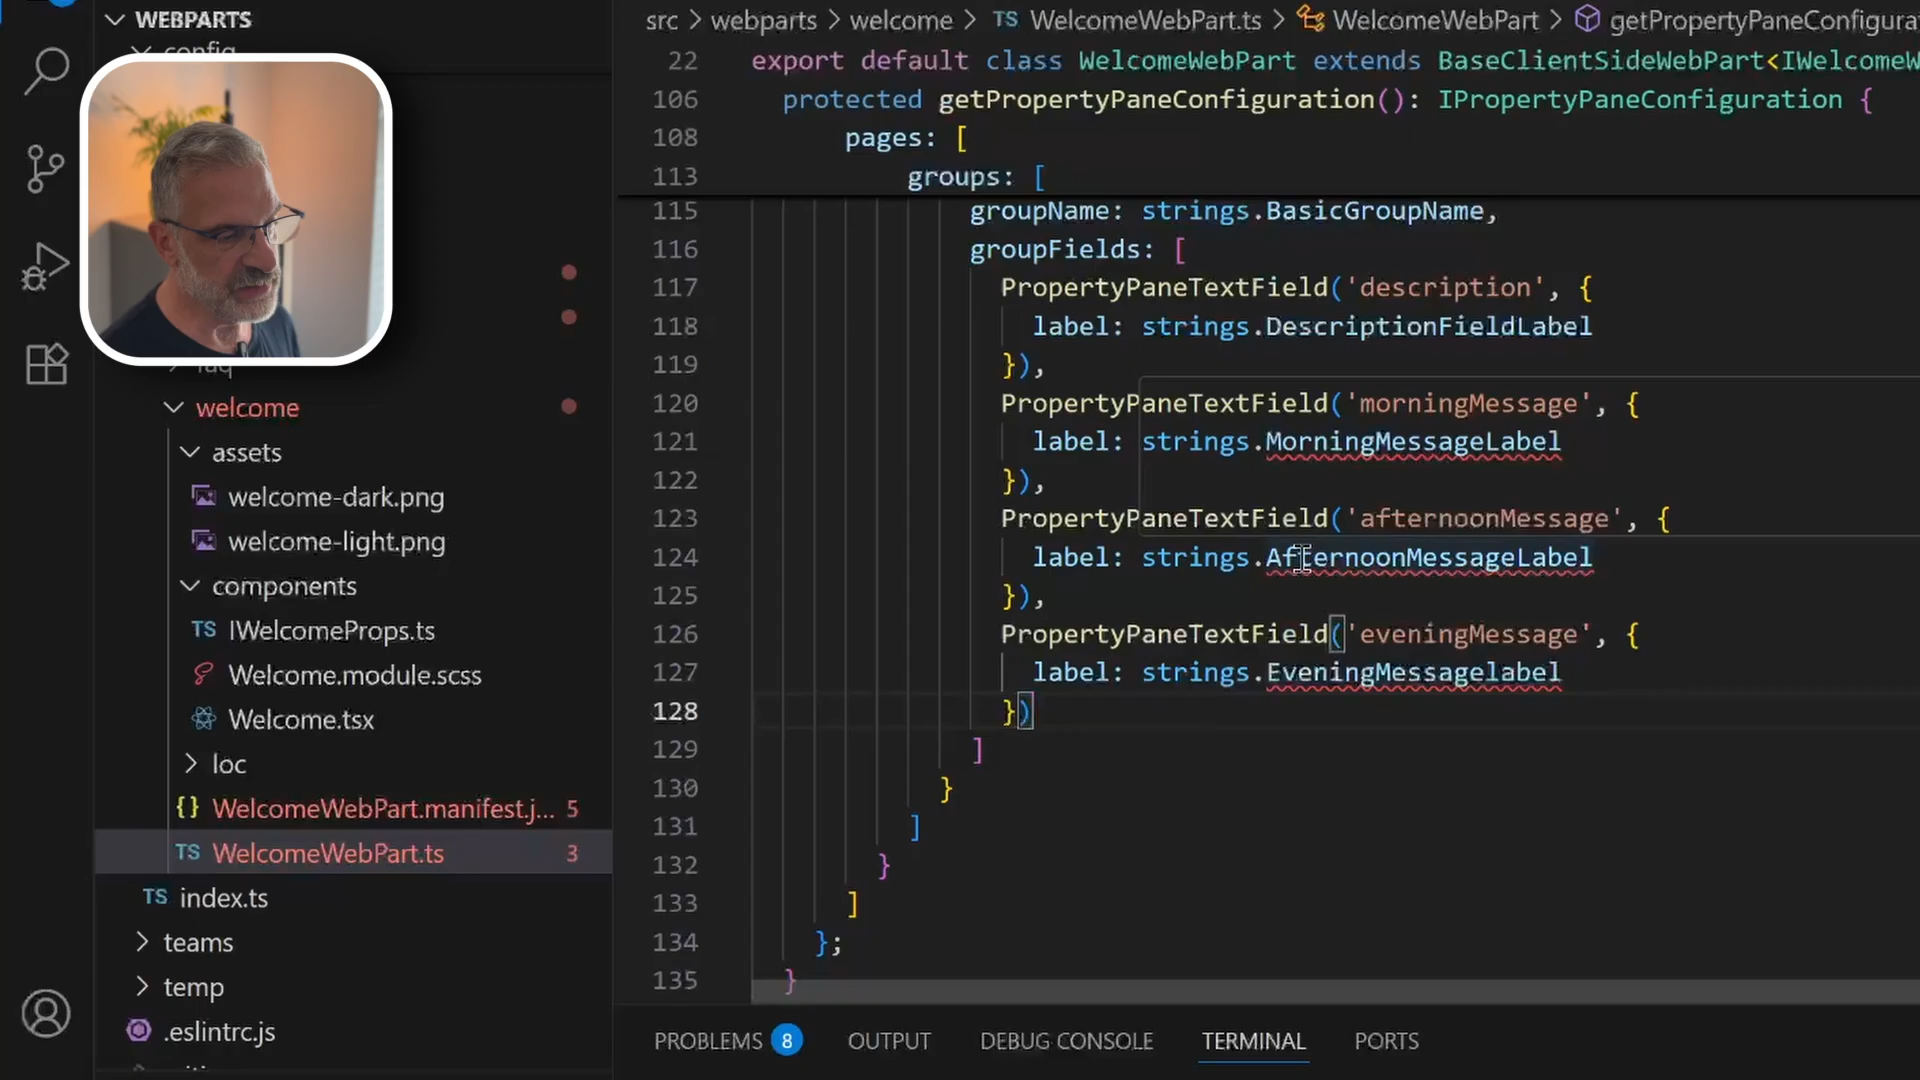 WEBPARTS
config
faq
welcome
assets
welcome-dark.png
welcome-light.png
components
TS IWelcomeProps.ts
Welcome.module.scss
Welcome.tsx
loc
{} WelcomeWebPart.manifest.j... 5
TS WelcomeWebPart.ts 3
TS index.ts
teams
temp
.eslintrc.js
src > webparts > welcome > TS WelcomeWebPart.ts > WelcomeWebPart > getPropertyPaneConfigura
22 export default class WelcomeWebPart extends BaseClientSideWebPart<IWelcomeW
106 protected getPropertyPaneConfiguration(): IPropertyPaneConfiguration {
108 pages: [
113 groups: [
115 groupName: strings.BasicGroupName,
116 groupFields: [
117 PropertyPaneTextField('description', {
118 label: strings.DescriptionFieldLabel
119 }),
120 PropertyPaneTextField('morningMessage', {
121 label: strings.MorningMessageLabel
122 }),
123 PropertyPaneTextField('afternoonMessage', {
124 label: strings.AfternoonMessageLabel
125 }),
126 PropertyPaneTextField('eveningMessage', {
127 label: strings.EveningMessagelabel
128 })
129 ]
130 }
131 ]
132 }
133 ]
134 };
135 }
PROBLEMS 8 OUTPUT DEBUG CONSOLE TERMINAL PORTS